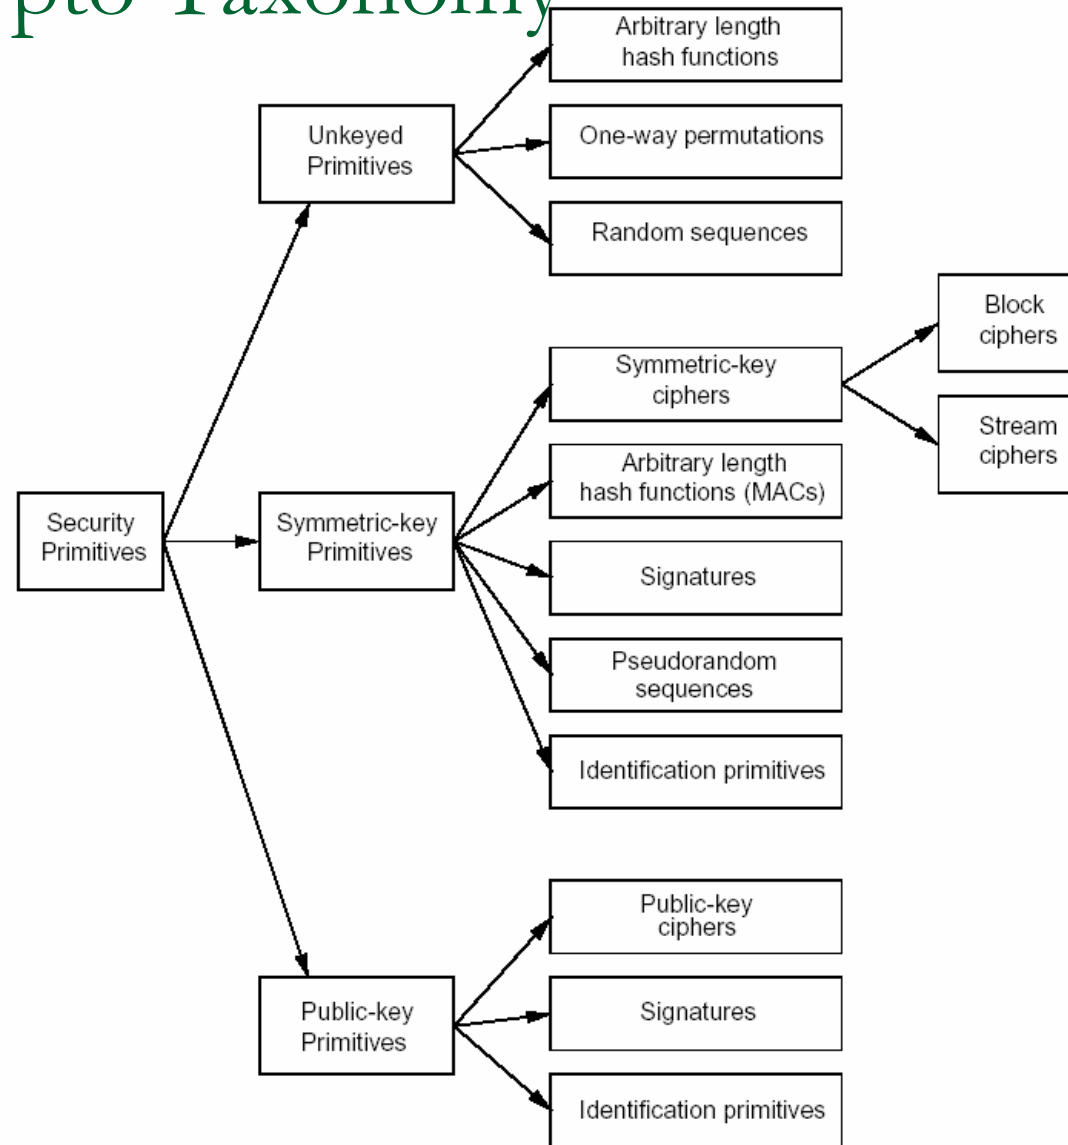 pto Taxonomy
Arbitrary length
hash functions
Unkeyed
Primitives
One-way permutations
Random sequences
Block
ciphers
Symmetric-key
ciphers
Stream
ciphers
Arbitrary length
hash functions (MACs)
Security
Primitives
Symmetric-key
Primitives
Signatures
Pseudorandom
sequences
Identification primitives
Public-key
ciphers
Public-key
Primitives
Signatures
Identification primitives